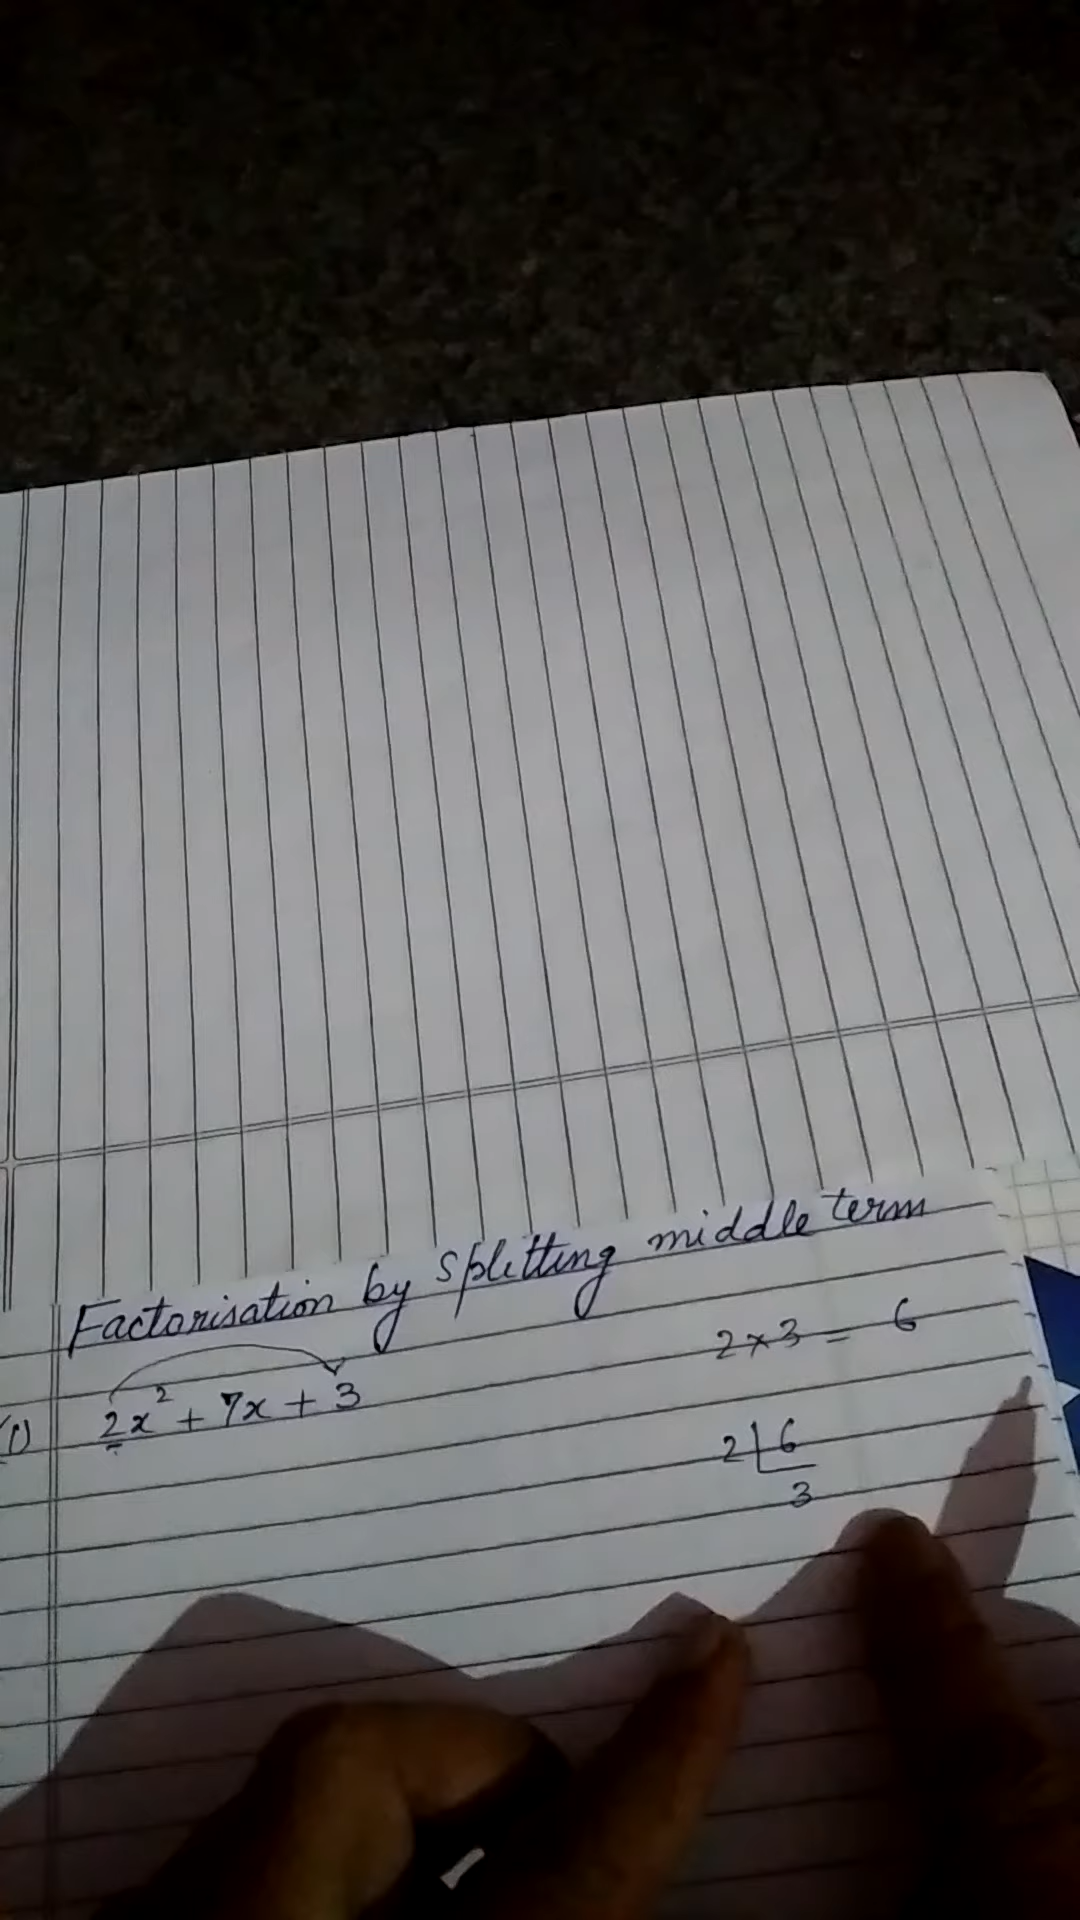 Factorisation by splitting middle term
(1) 2x² + 7x + 3
2 x 3 = 6
2 | 6
3